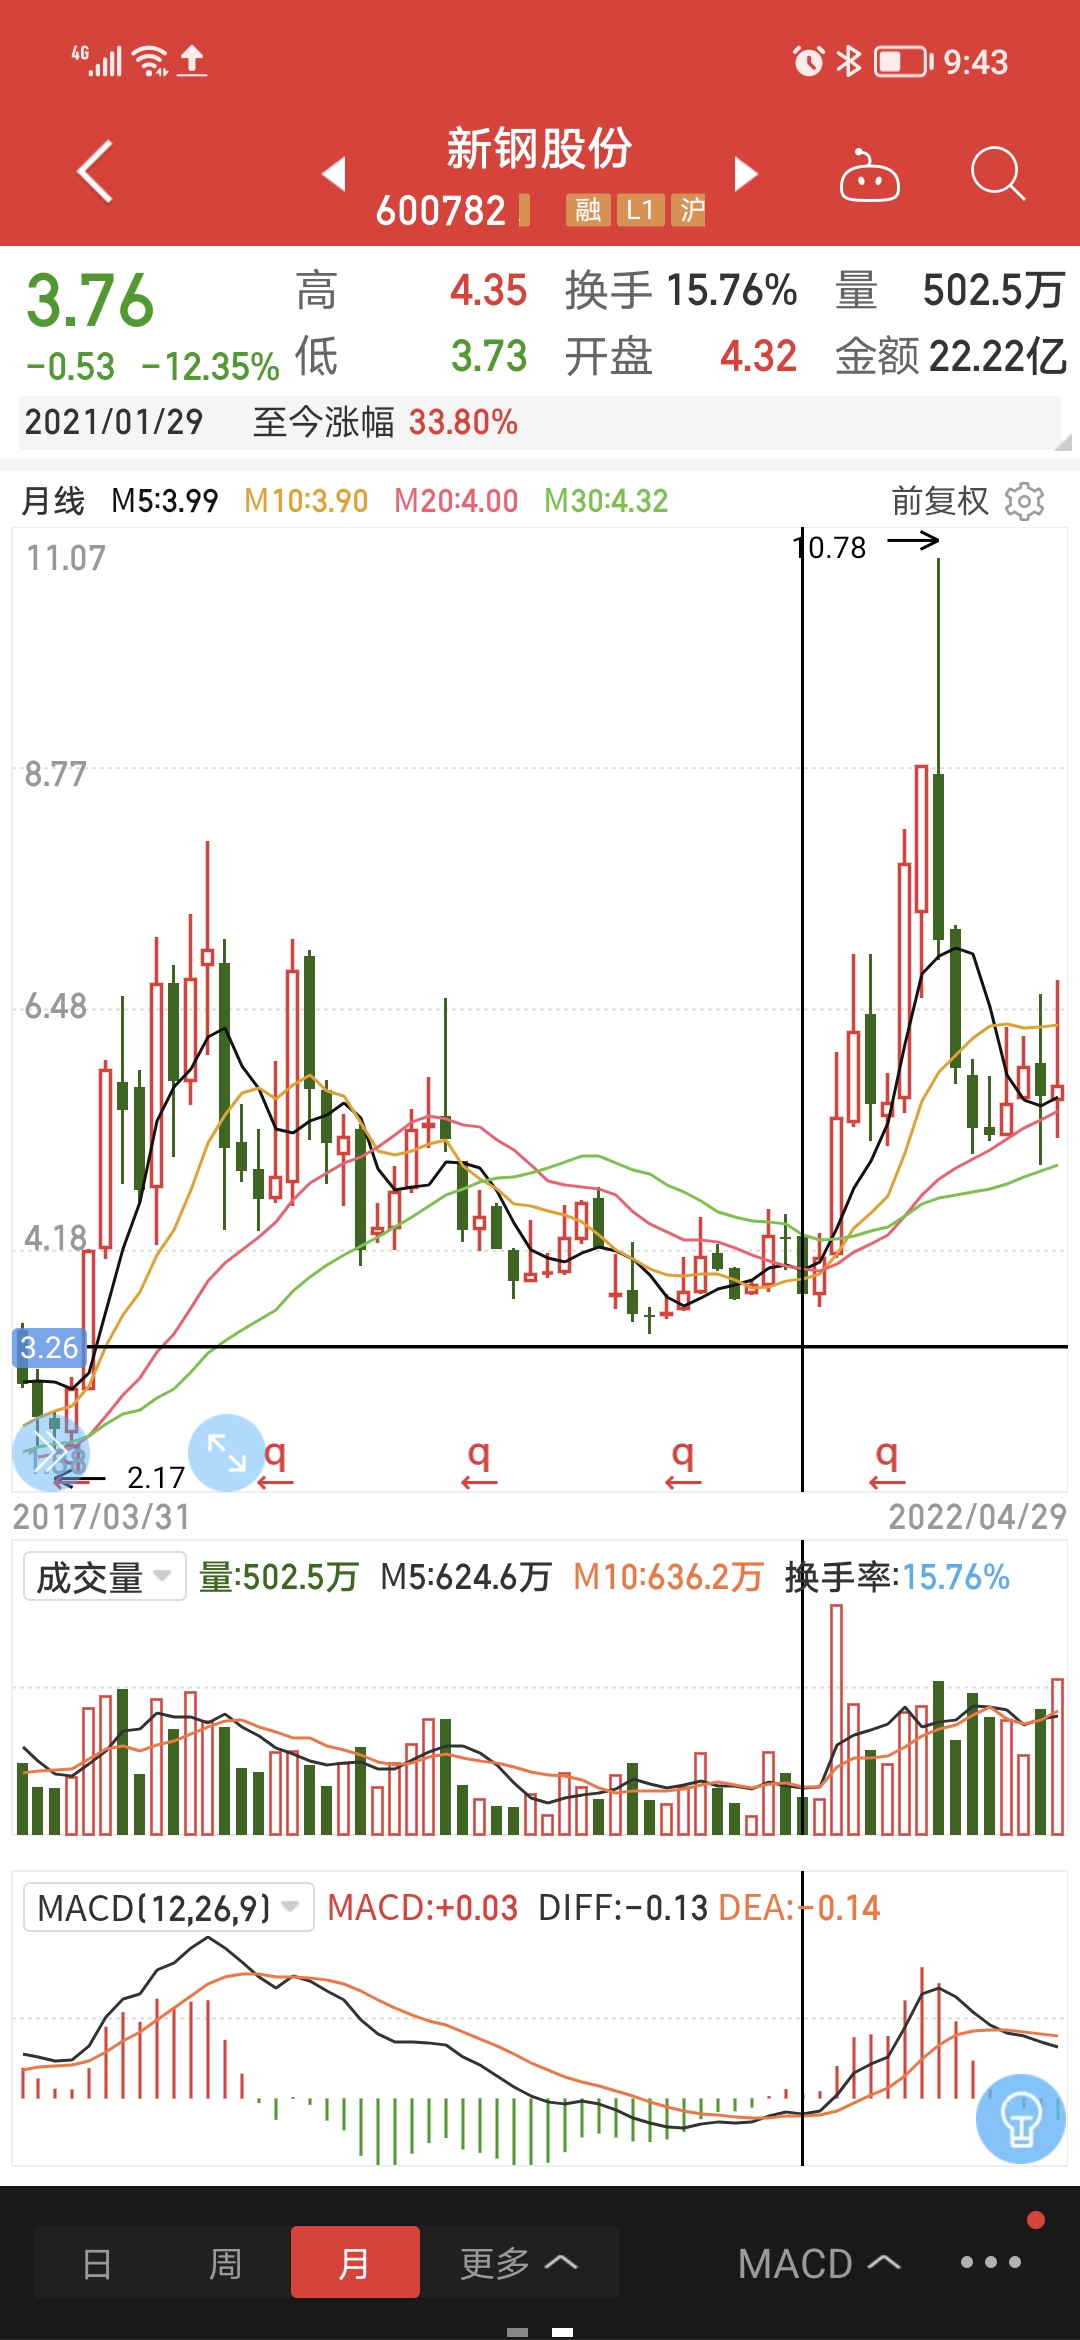 4G 9:43
新钢股份
600782 融 L1 沪
3.76 高 4.35 换手 15.76% 量 502.5万
-0.53 -12.35% 低 3.73 开盘 4.32 金额 22.22亿
2021/01/29 至今涨幅 33.80%
月线 M5:3.99 M10:3.90 M20:4.00 M30:4.32 前复权
11.07
10.78
8.77
6.48
4.18
3.26
q q q q
2.17
2017/03/31 2022/04/29
成交量 量:502.5万 M5:624.6万 M10:636.2万 换手率:15.76%
MACD(12,26,9) MACD:+0.03 DIFF:-0.13 DEA:-0.14
日 周 月 更多 MACD